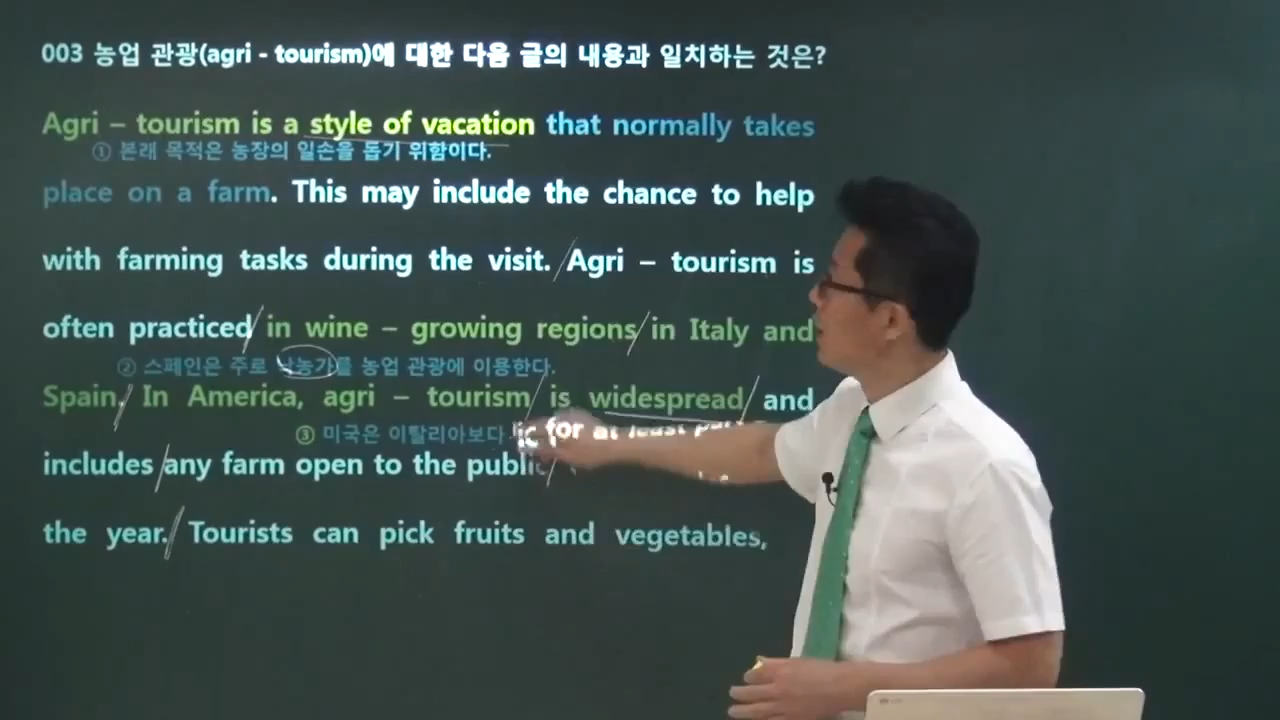 003 농업 관광(agri - tourism)에 대한 다음 글의 내용과 일치하는 것은?
Agri – tourism is a style of vacation that normally takes
① 본래 목적은 농장의 일손을 돕기 위함이다.
place on a farm. This may include the chance to help
with farming tasks during the visit. Agri – tourism is
often practiced in wine – growing regions in Italy and
② 스페인은 주로 낙농가를 농업 관광에 이용한다.
Spain. In America, agri – tourism is widespread and
③ 미국은 이탈리아보다
includes any farm open to the public for at least
the year. Tourists can pick fruits and vegetables,